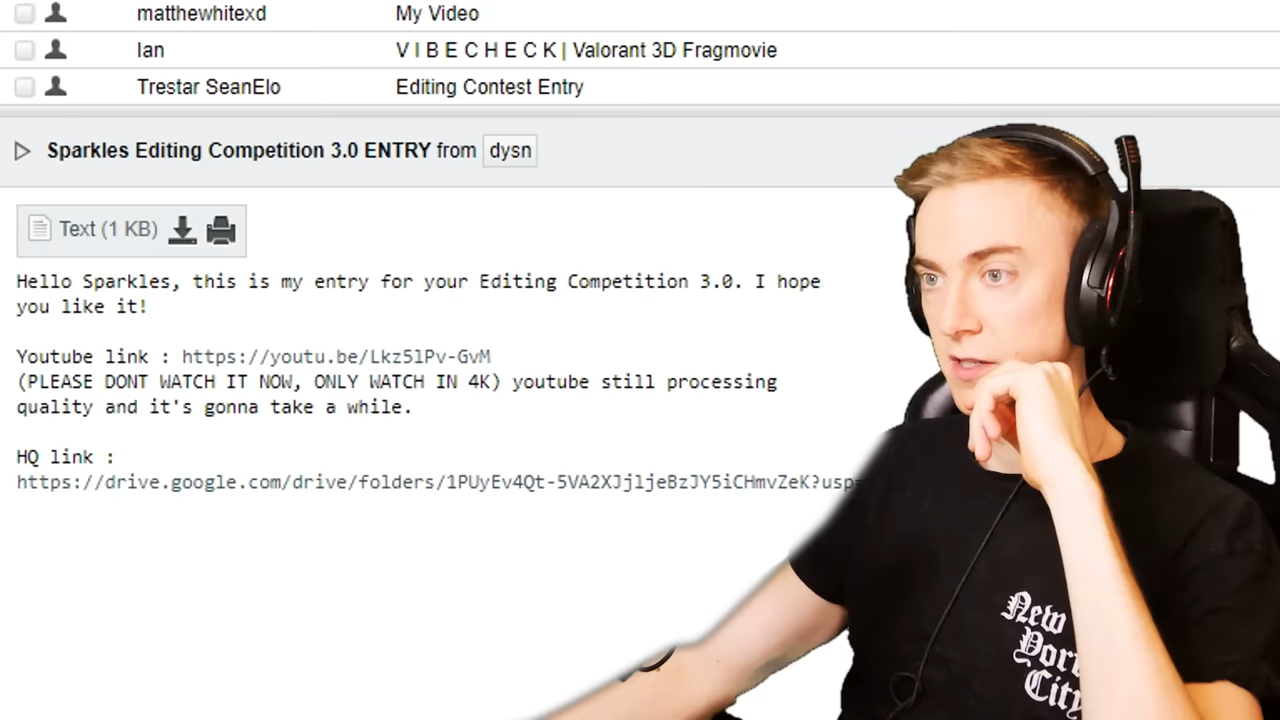 matthewhitexd My Video
Ian V I B E C H E C K | Valorant 3D Fragmovie
Trestar SeanElo Editing Contest Entry
Sparkles Editing Competition 3.0 ENTRY from dysn
Text (1 KB)
Hello Sparkles, this is my entry for your Editing Competition 3.0. I hope
you like it!
Youtube link : https://youtu.be/Lkz5lPv-GvM
(PLEASE DONT WATCH IT NOW, ONLY WATCH IN 4K) youtube still processing
quality and it's gonna take a while.
HQ link :
https://drive.google.com/drive/folders/1PUyEv4Qt-5VA2XJjljeBzJY5iCHmvZeK?usp=
New
York
City